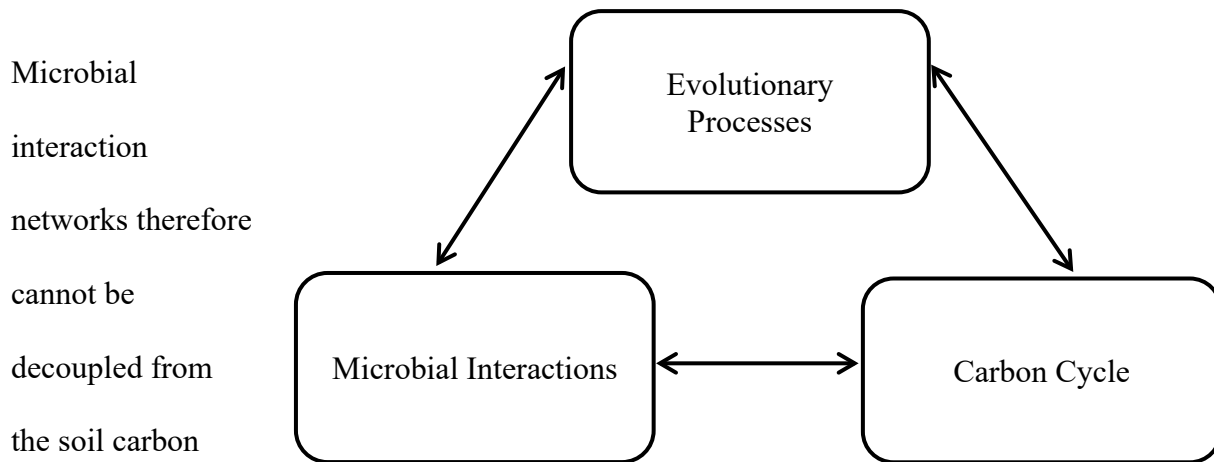 Microbial
interaction
networks therefore
cannot be
decoupled from
the soil carbon
Evolutionary
Processes
Microbial Interactions
Carbon Cycle